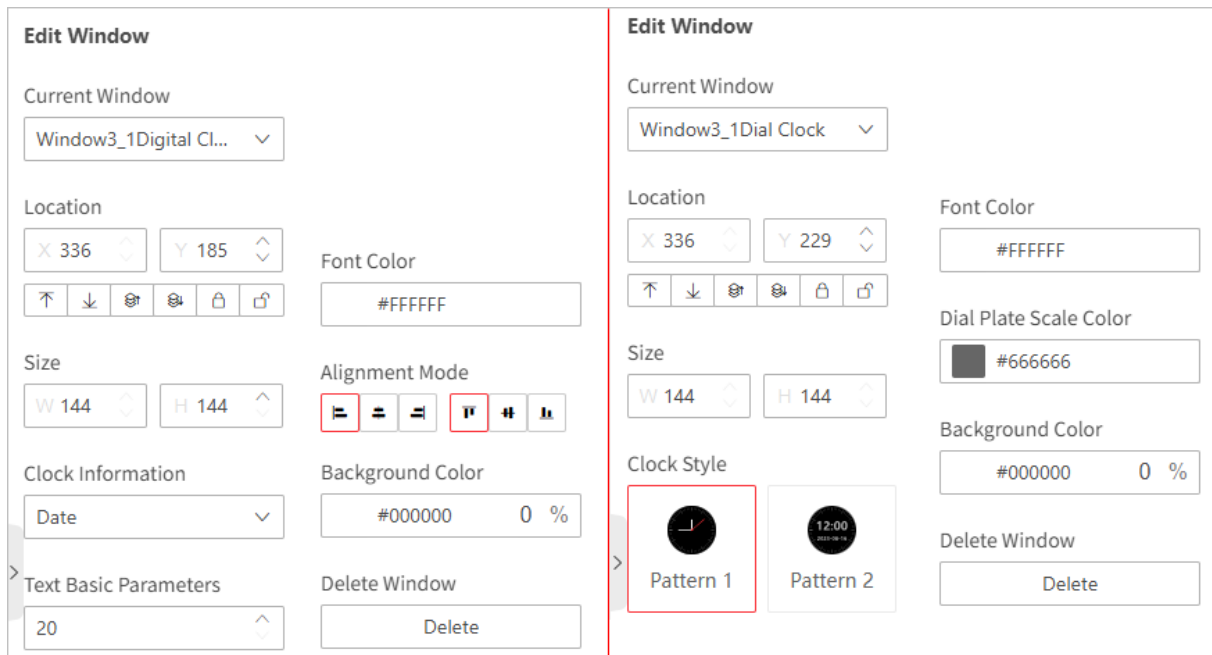 Edit Window
Current Window
Window3_1Digital Cl...
Location
X 336 Y 185
Size
W 144 H 144
Clock Information
Date
Text Basic Parameters
20
Font Color
#FFFFFF
Alignment Mode
Background Color
#000000 0 %
Delete Window
Delete
Edit Window
Current Window
Window3_1Dial Clock
Location
X 336 Y 229
Size
W 144 H 144
Clock Style
12:00
2023-08-16
Pattern 1 Pattern 2
Font Color
#FFFFFF
Dial Plate Scale Color
#666666
Background Color
#000000 0 %
Delete Window
Delete